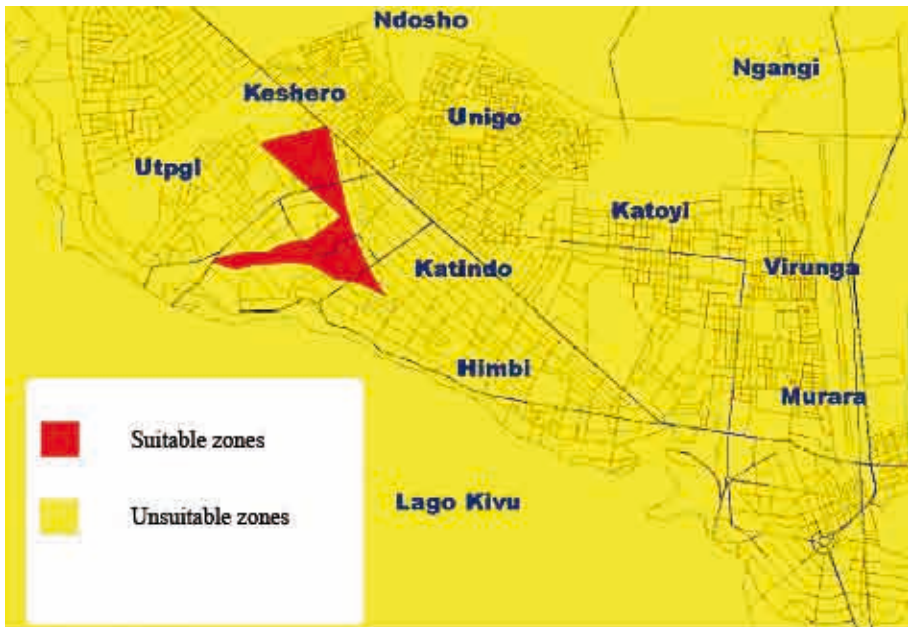 Ndosho
Ngangi
Keshero
Unigo
Utpgl
Katoyi
Katindo
Virunga
Himbi
Murara
Suitable zones
Lago Kivu
Unsuitable zones